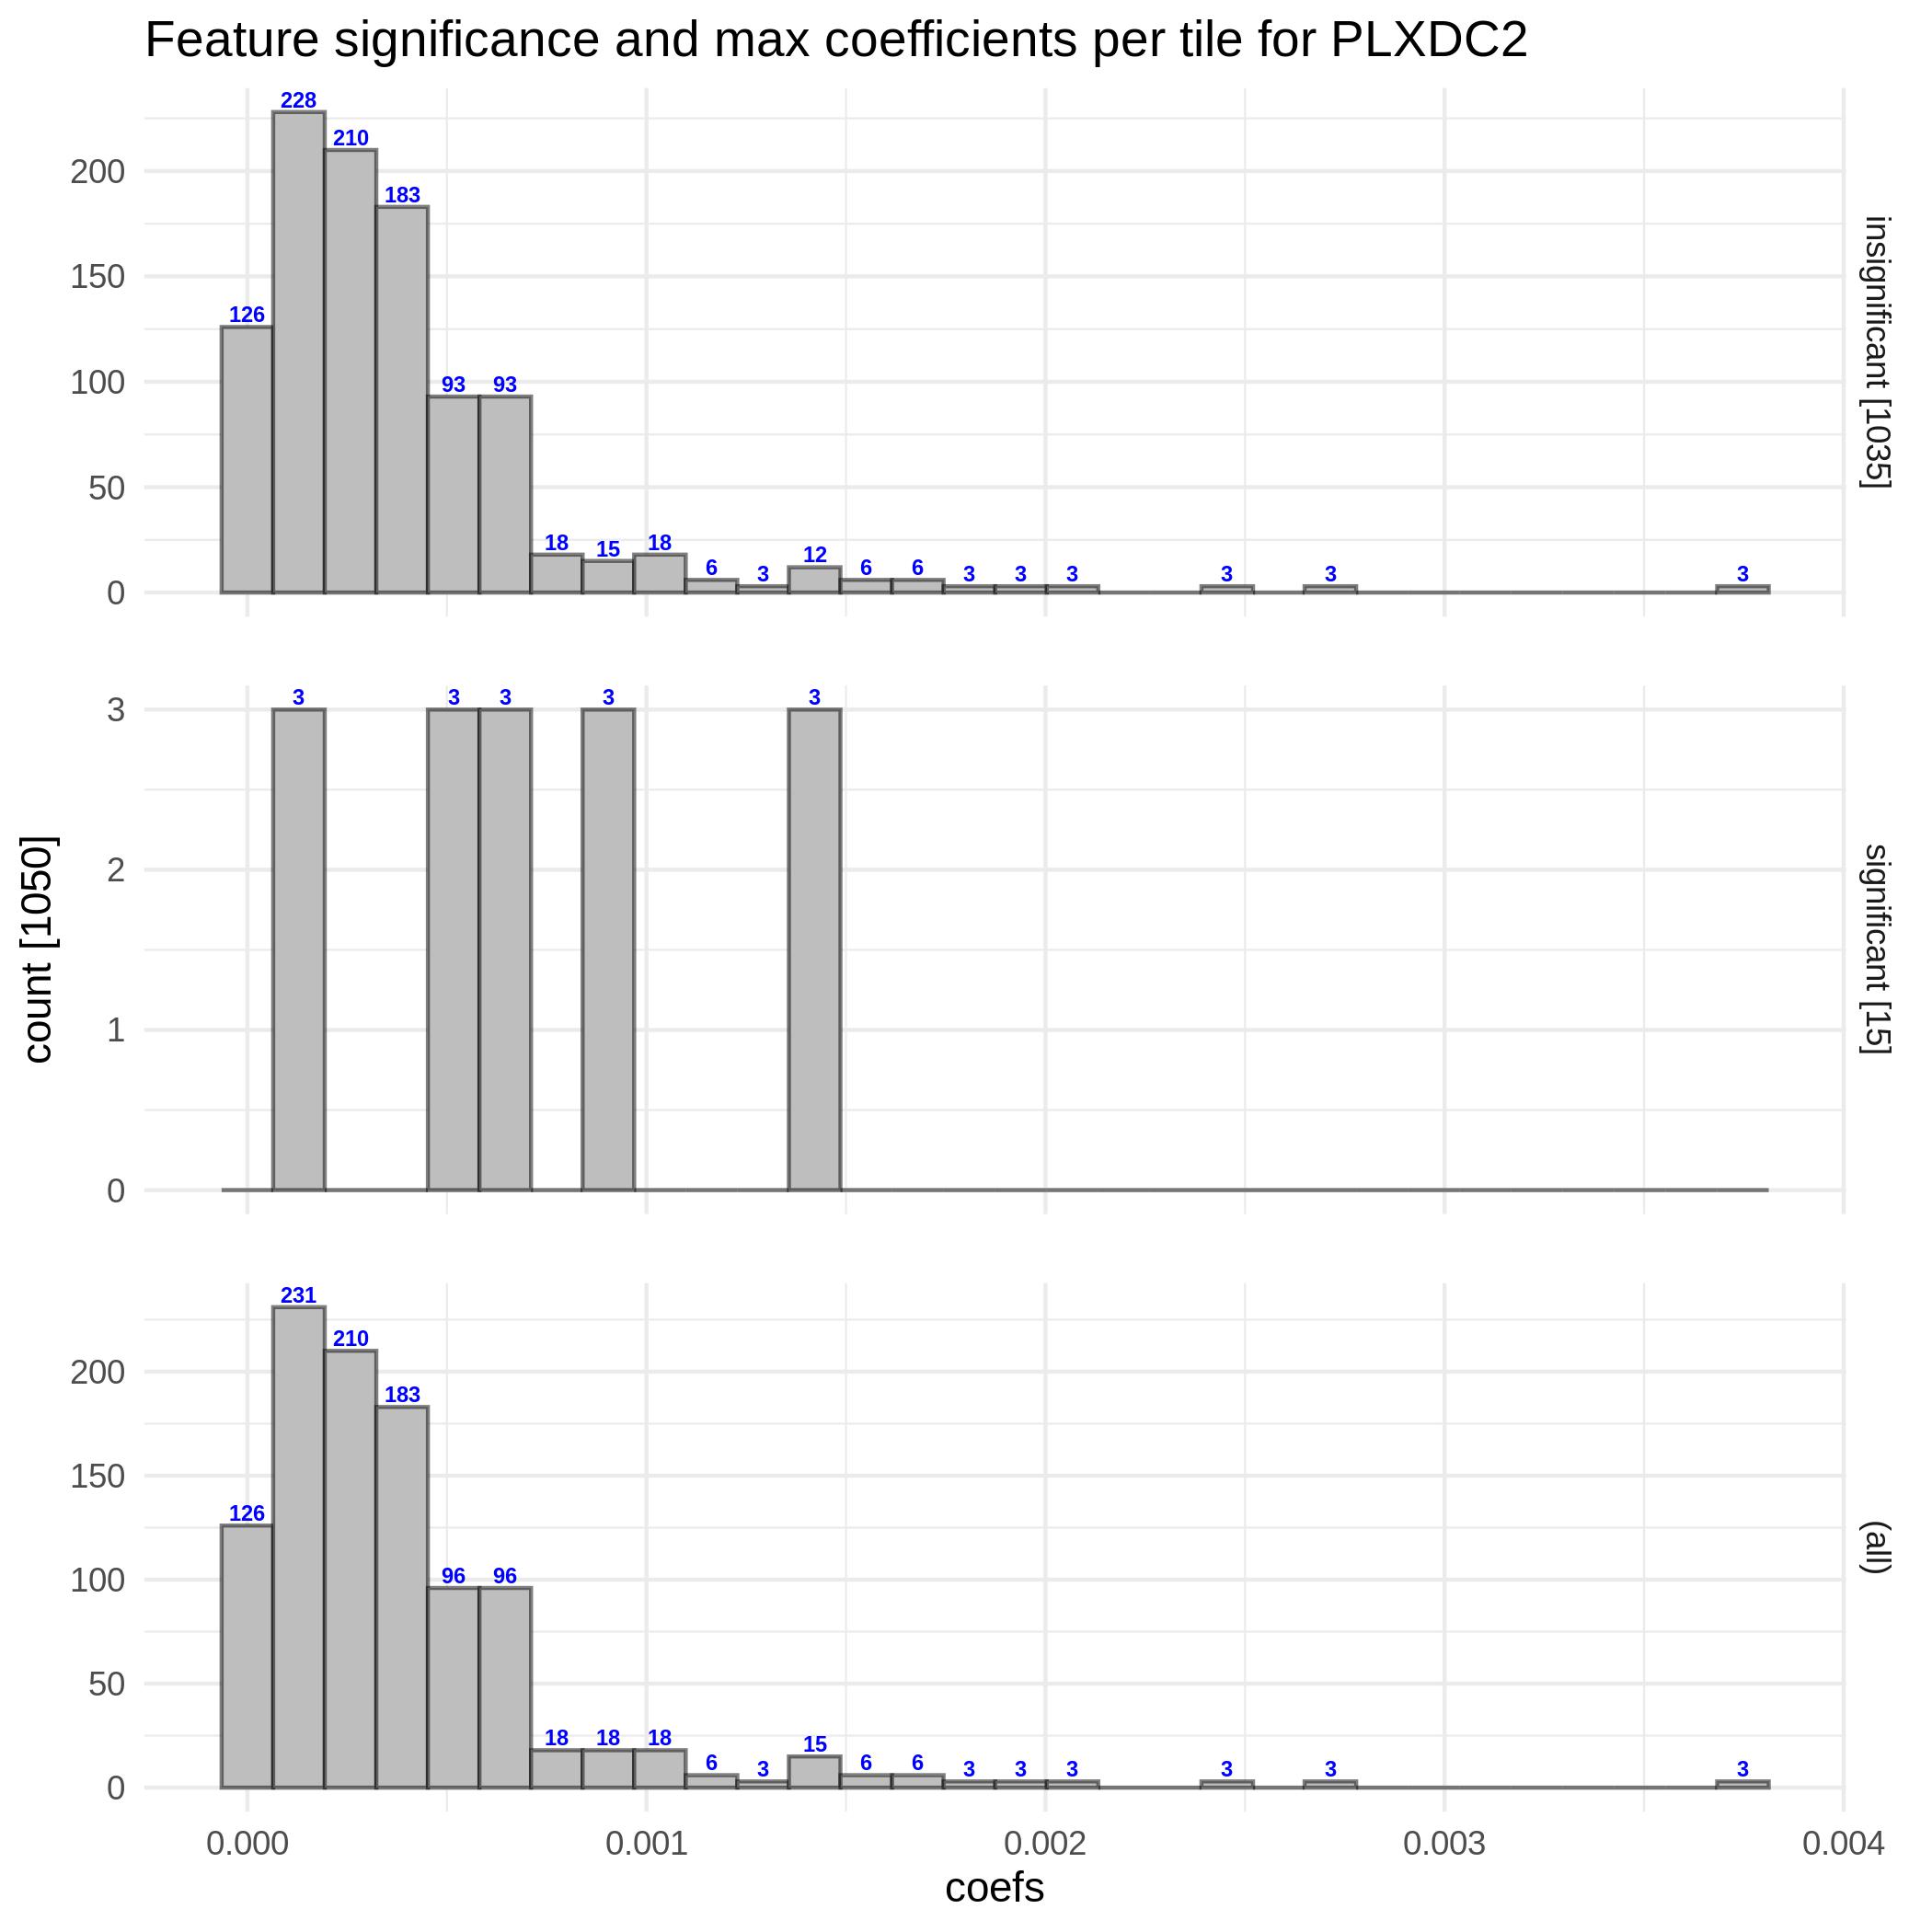 Feature significance and max coefficients per tile for PLXDC2
228
210
183
126
93 93
18 15 18 6 3 12 6 6 3 3 3 3 3 3
200
150
100
50
0
insignificant [1035]
3 3 3 3 3
3
2
1
0
significant [15]
count [1050]
231
210
183
126
96 96
18 18 18 6 3 15 6 6 3 3 3 3 3 3
200
150
100
50
0
(all)
0.000 0.001 0.002 0.003 0.004
coefs